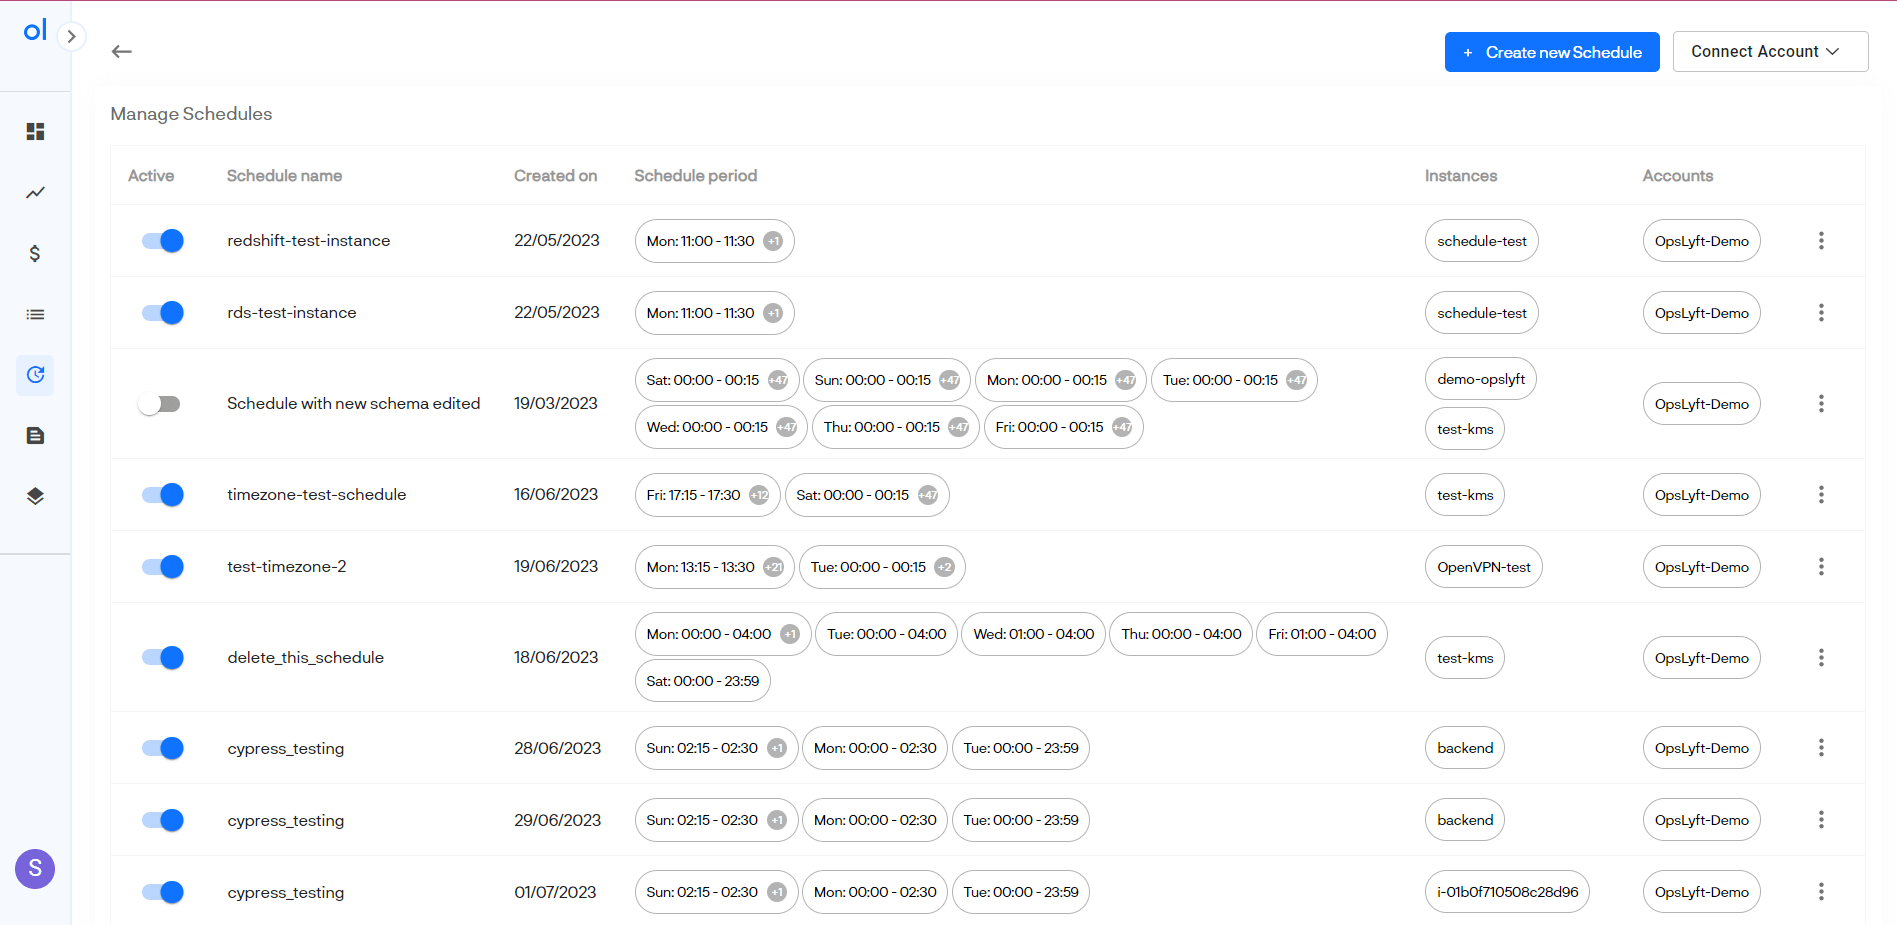 ol
+ Create new Schedule
Connect Account
Manage Schedules
Active Schedule name Created on Schedule period Instances Accounts
redshift-test-instance 22/05/2023 Mon: 11:00 - 11:30 +1 schedule-test OpsLyft-Demo
rds-test-instance 22/05/2023 Mon: 11:00 - 11:30 +1 schedule-test OpsLyft-Demo
Schedule with new schema edited 19/03/2023 Sat: 00:00 - 00:15 +47 Sun: 00:00 - 00:15 +47 Mon: 00:00 - 00:15 +47 Tue: 00:00 - 00:15 +47 demo-opslyft OpsLyft-Demo
Wed: 00:00 - 00:15 +47 Thu: 00:00 - 00:15 +47 Fri: 00:00 - 00:15 +47 test-kms
timezone-test-schedule 16/06/2023 Fri: 17:15 - 17:30 +12 Sat: 00:00 - 00:15 +47 test-kms OpsLyft-Demo
test-timezone-2 19/06/2023 Mon: 13:15 - 13:30 +21 Tue: 00:00 - 00:15 +2 OpenVPN-test OpsLyft-Demo
delete_this_schedule 18/06/2023 Mon: 00:00 - 04:00 +1 Tue: 00:00 - 04:00 Wed: 01:00 - 04:00 Thu: 00:00 - 04:00 Fri: 01:00 - 04:00 test-kms OpsLyft-Demo
Sat: 00:00 - 23:59
cypress_testing 28/06/2023 Sun: 02:15 - 02:30 +1 Mon: 00:00 - 02:30 Tue: 00:00 - 23:59 backend OpsLyft-Demo
cypress_testing 29/06/2023 Sun: 02:15 - 02:30 +1 Mon: 00:00 - 02:30 Tue: 00:00 - 23:59 backend OpsLyft-Demo
cypress_testing 01/07/2023 Sun: 02:15 - 02:30 +1 Mon: 00:00 - 02:30 Tue: 00:00 - 23:59 i-01b0f710508c28d96 OpsLyft-Demo
S